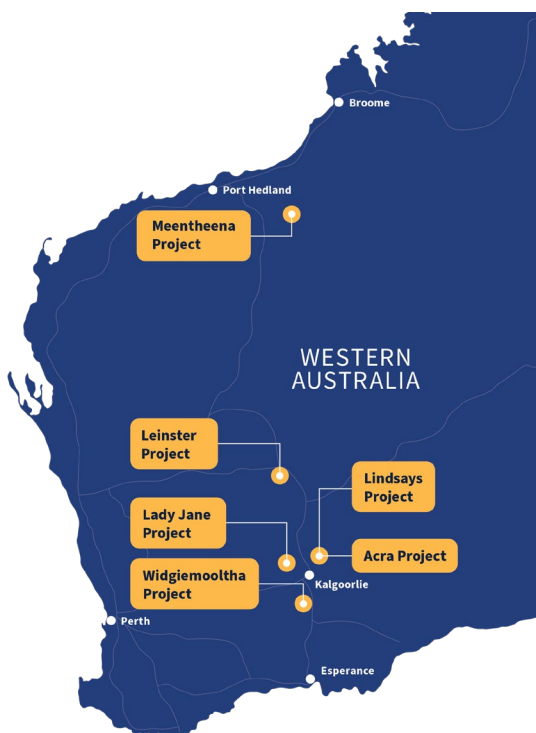 Broome
Port Hedland
Meentheena
Project
WESTERN
AUSTRALIA
Leinster
Project
Lindsays
Project
Lady Jane
Project
Acra Project
Widgiemooltha
Project
Kalgoorlie
Perth
Esperance